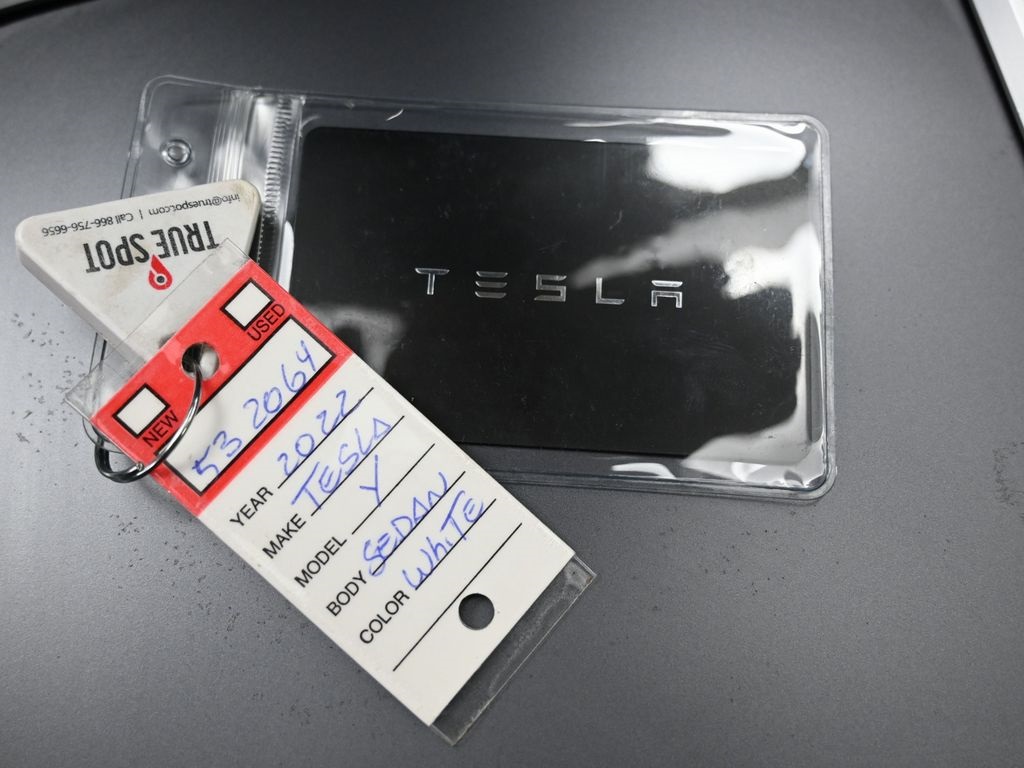 TESLA
TRUE SPOT
info@truespot.com | Call 866-756-6656
NEW USED
53 2064
YEAR 2022
MAKE TESLA
MODEL Y
BODY SEDAN
COLOR WhiTE